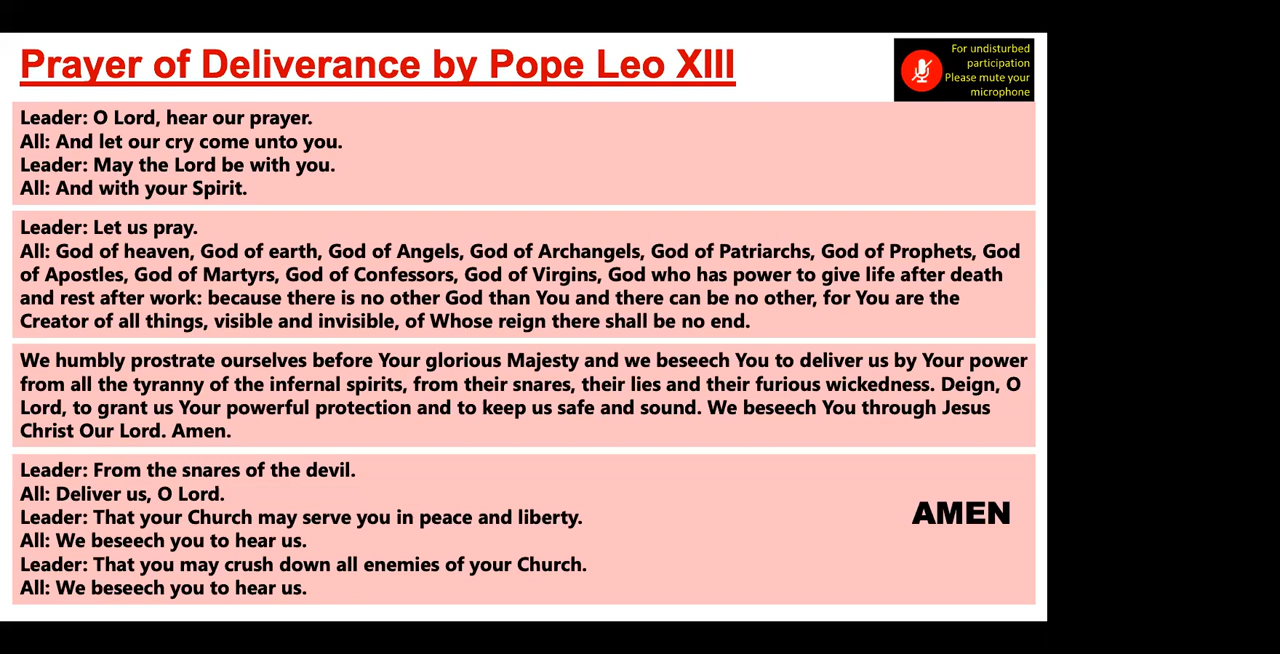 Prayer of Deliverance by Pope Leo XIII
For undisturbed
participation
Please mute your
microphone
Leader: O Lord, hear our prayer.
All: And let our cry come unto you.
Leader: May the Lord be with you.
All: And with your Spirit.
Leader: Let us pray.
All: God of heaven, God of earth, God of Angels, God of Archangels, God of Patriarchs, God of Prophets, God
of Apostles, God of Martyrs, God of Confessors, God of Virgins, God who has power to give life after death
and rest after work: because there is no other God than You and there can be no other, for You are the
Creator of all things, visible and invisible, of Whose reign there shall be no end.
We humbly prostrate ourselves before Your glorious Majesty and we beseech You to deliver us by Your power
from all the tyranny of the infernal spirits, from their snares, their lies and their furious wickedness. Deign, O
Lord, to grant us Your powerful protection and to keep us safe and sound. We beseech You through Jesus
Christ Our Lord. Amen.
Leader: From the snares of the devil.
All: Deliver us, O Lord.
Leader: That your Church may serve you in peace and liberty.
All: We beseech you to hear us.
Leader: That you may crush down all enemies of your Church.
All: We beseech you to hear us.
AMEN